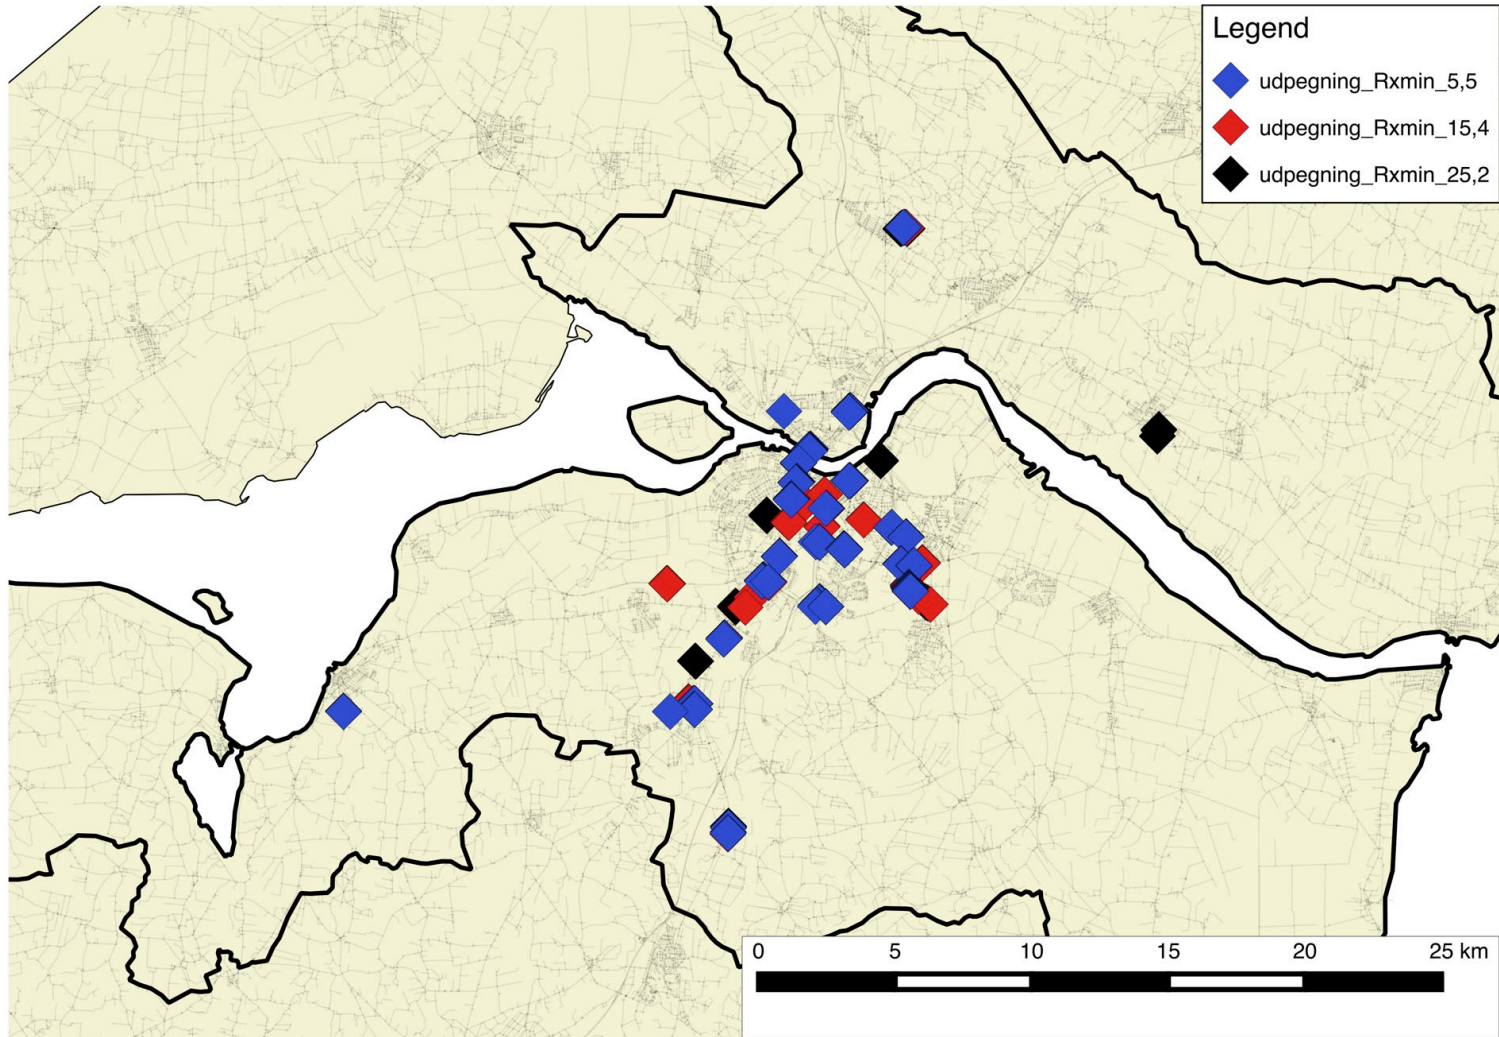 Legend
udpegning_Rxmin_5,5
udpegning_Rxmin_15,4
udpegning_Rxmin_25,2
0 5 10 15 20 25 km